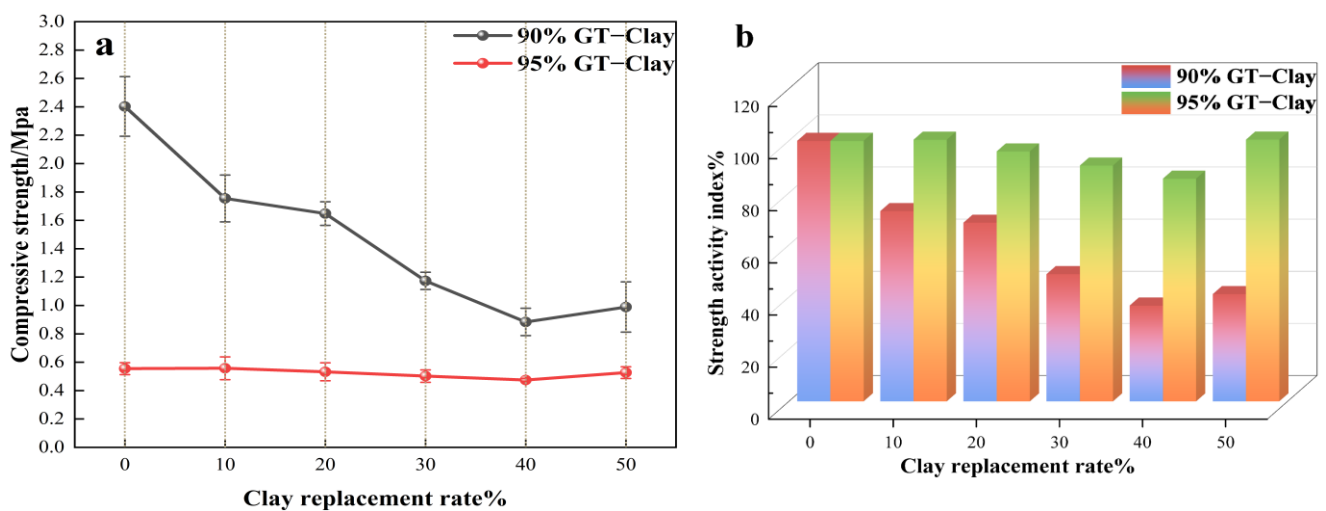 a
90% GT−Clay
95% GT−Clay
Compressive strength/Mpa
3.0
2.8
2.6
2.4
2.2
2.0
1.8
1.6
1.4
1.2
1.0
0.8
0.6
0.4
0.2
0.0
0 10 20 30 40 50
Clay replacement rate%
b
90% GT−Clay
95% GT−Clay
Strength activity index%
120
100
80
60
40
20
0
0 10 20 30 40 50
Clay replacement rate%